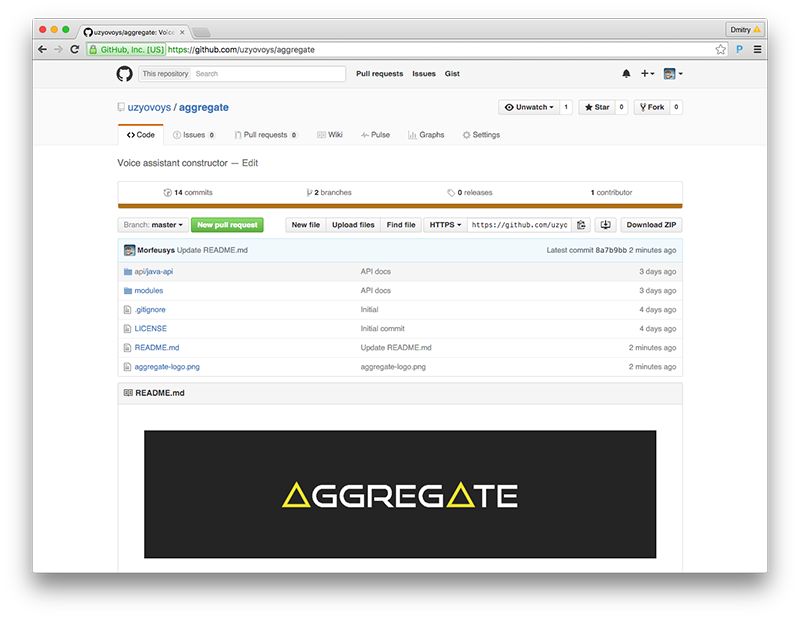 uzyovoys/aggregate: Voice
Dmitry
GitHub, Inc. [US] https://github.com/uzyovoys/aggregate
This repository Search Pull requests Issues Gist
uzyovoys / aggregate Unwatch 1 Star 0 Fork 0
Code Issues 0 Pull requests 0 Wiki Pulse Graphs Settings
Voice assistant constructor — Edit
14 commits 2 branches 0 releases 1 contributor
Branch: master New pull request New file Upload files Find file HTTPS https://github.com/uzyc Download ZIP
Morfeusys Update README.md Latest commit 8a7b9bb 2 minutes ago
api/java-api API docs 3 days ago
modules API docs 3 days ago
.gitignore Initial 4 days ago
LICENSE Initial commit 4 days ago
README.md Update README.md 2 minutes ago
aggregate-logo.png aggregate-logo.png 2 minutes ago
README.md
AGGREGATE